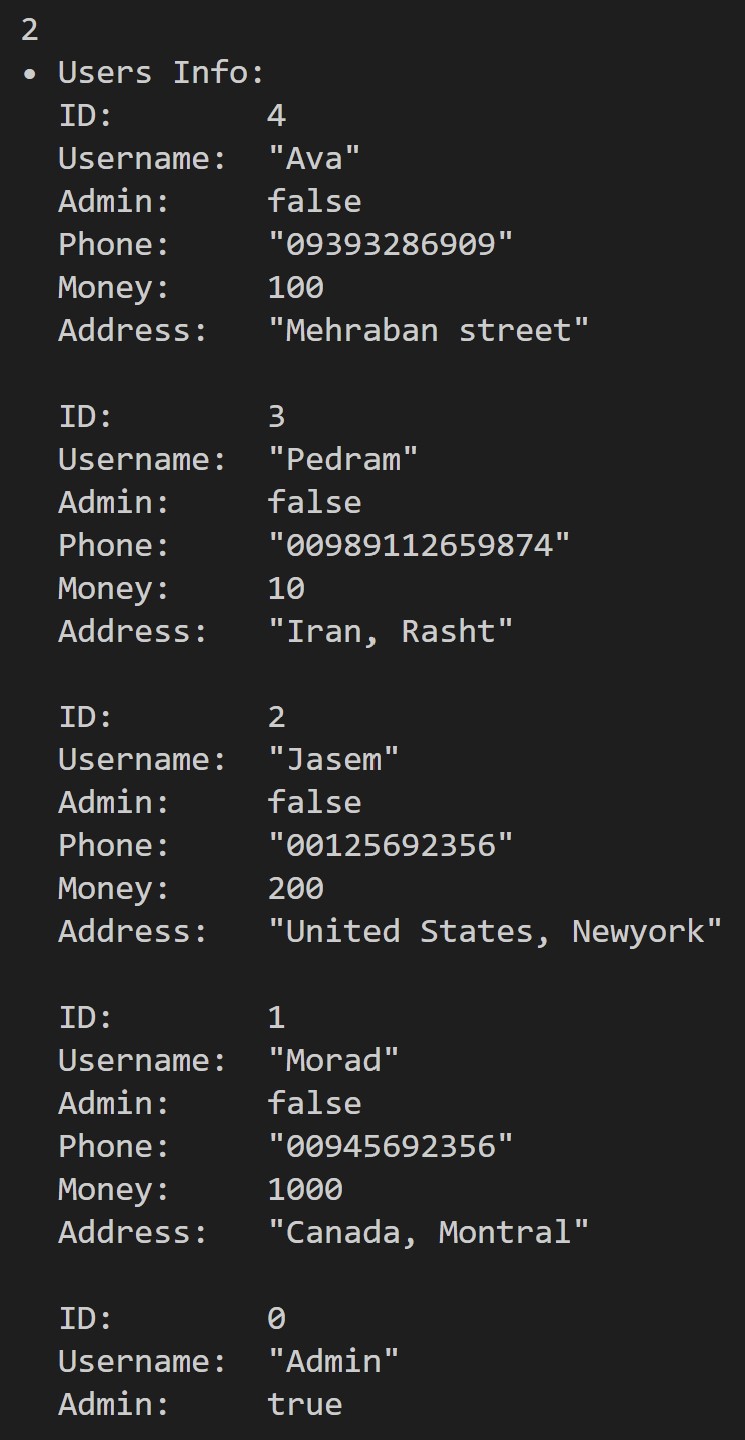 2
• Users Info:
ID: 4
Username: "Ava"
Admin: false
Phone: "09393286909"
Money: 100
Address: "Mehraban street"
ID: 3
Username: "Pedram"
Admin: false
Phone: "00989112659874"
Money: 10
Address: "Iran, Rasht"
ID: 2
Username: "Jasem"
Admin: false
Phone: "00125692356"
Money: 200
Address: "United States, Newyork"
ID: 1
Username: "Morad"
Admin: false
Phone: "00945692356"
Money: 1000
Address: "Canada, Montral"
ID: 0
Username: "Admin"
Admin: true